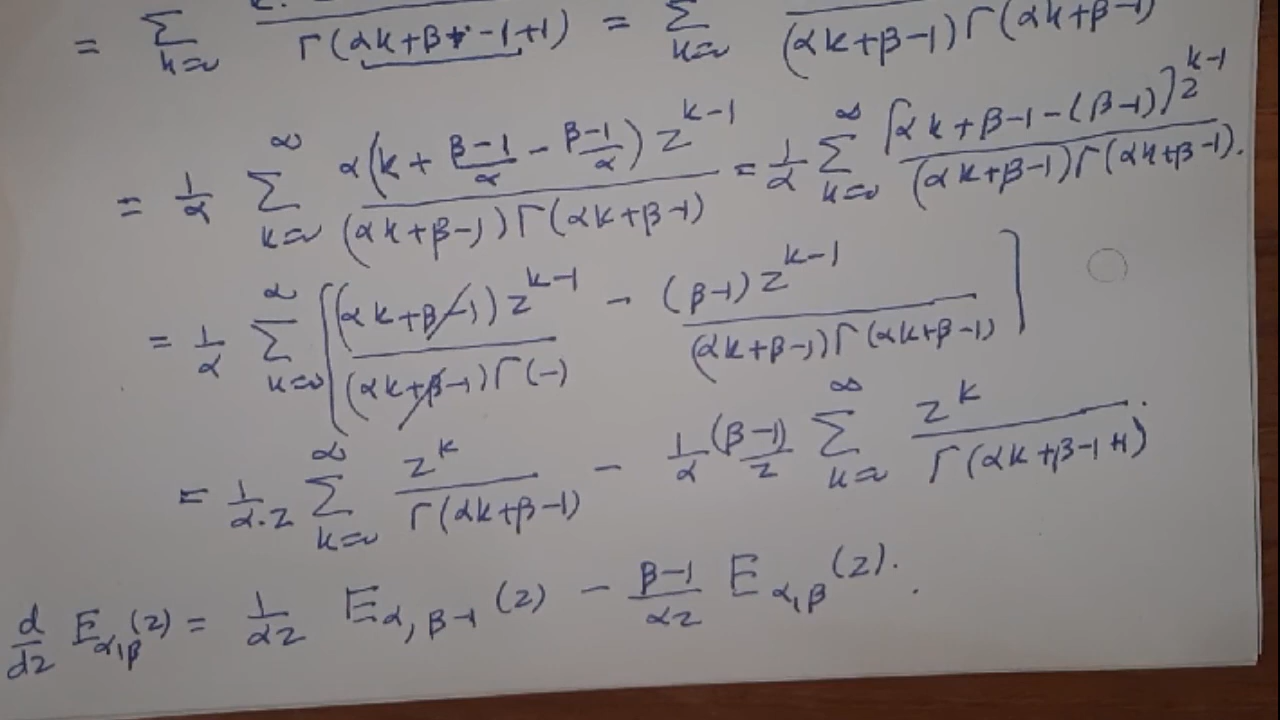 = Σ_{k=0} k. / Γ(αk+β+-1+1) = Σ_{k=0} / (αk+β-1)Γ(αk+β-1)
= 1/α Σ_{k=0}^{∞} α(k + (β-1)/α - (β-1)/α) z^{k-1} / (αk+β-1)Γ(αk+β-1) = 1/α Σ_{k=0}^{∞} [αk+β-1-(β-1)] z^{k-1} / (αk+β-1)Γ(αk+β-1).
= 1/α Σ_{k=0}^{∞} [(αk+β-1) z^{k-1} / (αk+β-1)Γ(-) - (β-1) z^{k-1} / (αk+β-1)Γ(αk+β-1)]
= 1/(α.z) Σ_{k=0}^{∞} z^k / Γ(αk+β-1) - 1/α (β-1)/z Σ_{k=0}^{∞} z^k / Γ(αk+β-1+1).
d/dz E_{α,β}(z) = 1/(αz) E_{α,β-1}(z) - (β-1)/(αz) E_{α,β}(z).